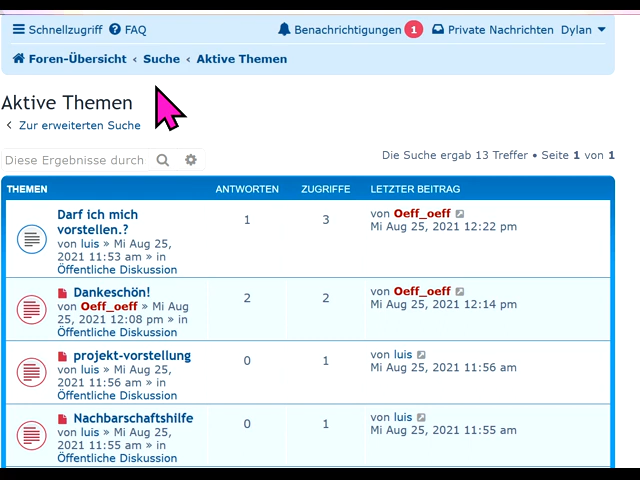 Schnellzugriff FAQ Benachrichtigungen 1 Private Nachrichten Dylan
Foren-Übersicht ‹ Suche ‹ Aktive Themen
Aktive Themen
‹ Zur erweiterten Suche
Diese Ergebnisse durch
Die Suche ergab 13 Treffer • Seite 1 von 1
THEMEN ANTWORTEN ZUGRIFFE LETZTER BEITRAG
Darf ich mich
vorstellen.?
von luis » Mi Aug 25,
2021 11:53 am » in
Öffentliche Diskussion
1
3
von Oeff_oeff
Mi Aug 25, 2021 12:22 pm
Dankeschön!
von Oeff_oeff » Mi Aug
25, 2021 12:08 pm » in
Öffentliche Diskussion
2
2
von Oeff_oeff
Mi Aug 25, 2021 12:14 pm
projekt-vorstellung
von luis » Mi Aug 25,
2021 11:56 am » in
Öffentliche Diskussion
0
1
von luis
Mi Aug 25, 2021 11:56 am
Nachbarschaftshilfe
von luis » Mi Aug 25,
2021 11:55 am » in
Öffentliche Diskussion
0
1
von luis
Mi Aug 25, 2021 11:55 am